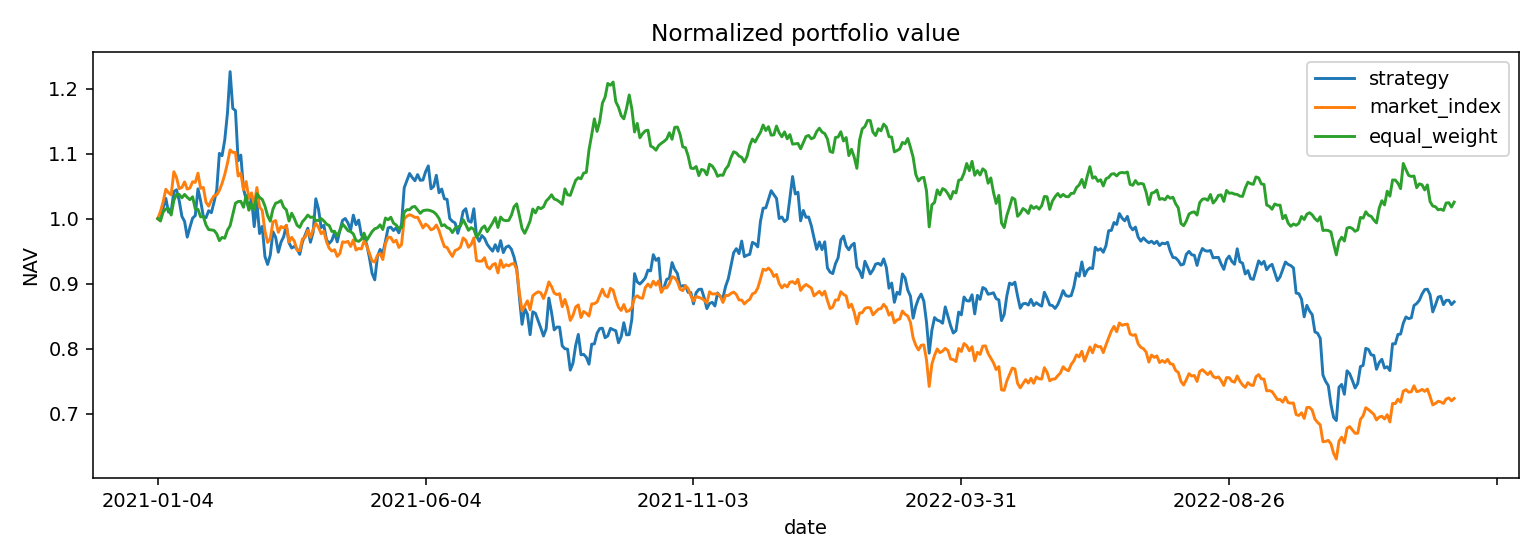 Normalized portfolio value
strategy
market_index
equal_weight
1.2
1.1
1.0
0.9
0.8
0.7
NAV
2021-01-04
2021-06-04
2021-11-03
2022-03-31
2022-08-26
date